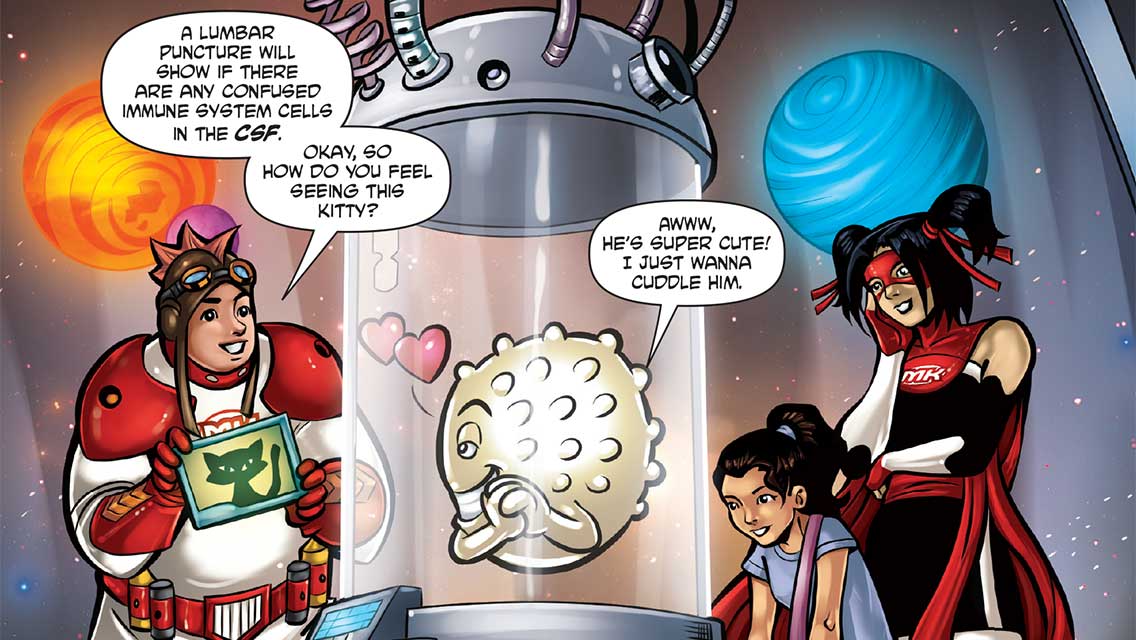 A LUMBAR
PUNCTURE WILL
SHOW IF THERE
ARE ANY CONFUSED
IMMUNE SYSTEM CELLS
IN THE CSF.
OKAY, SO
HOW DO YOU FEEL
SEEING THIS
KITTY?
AWWW,
HE'S SUPER CUTE!
I JUST WANNA
CUDDLE HIM.
MK
MK